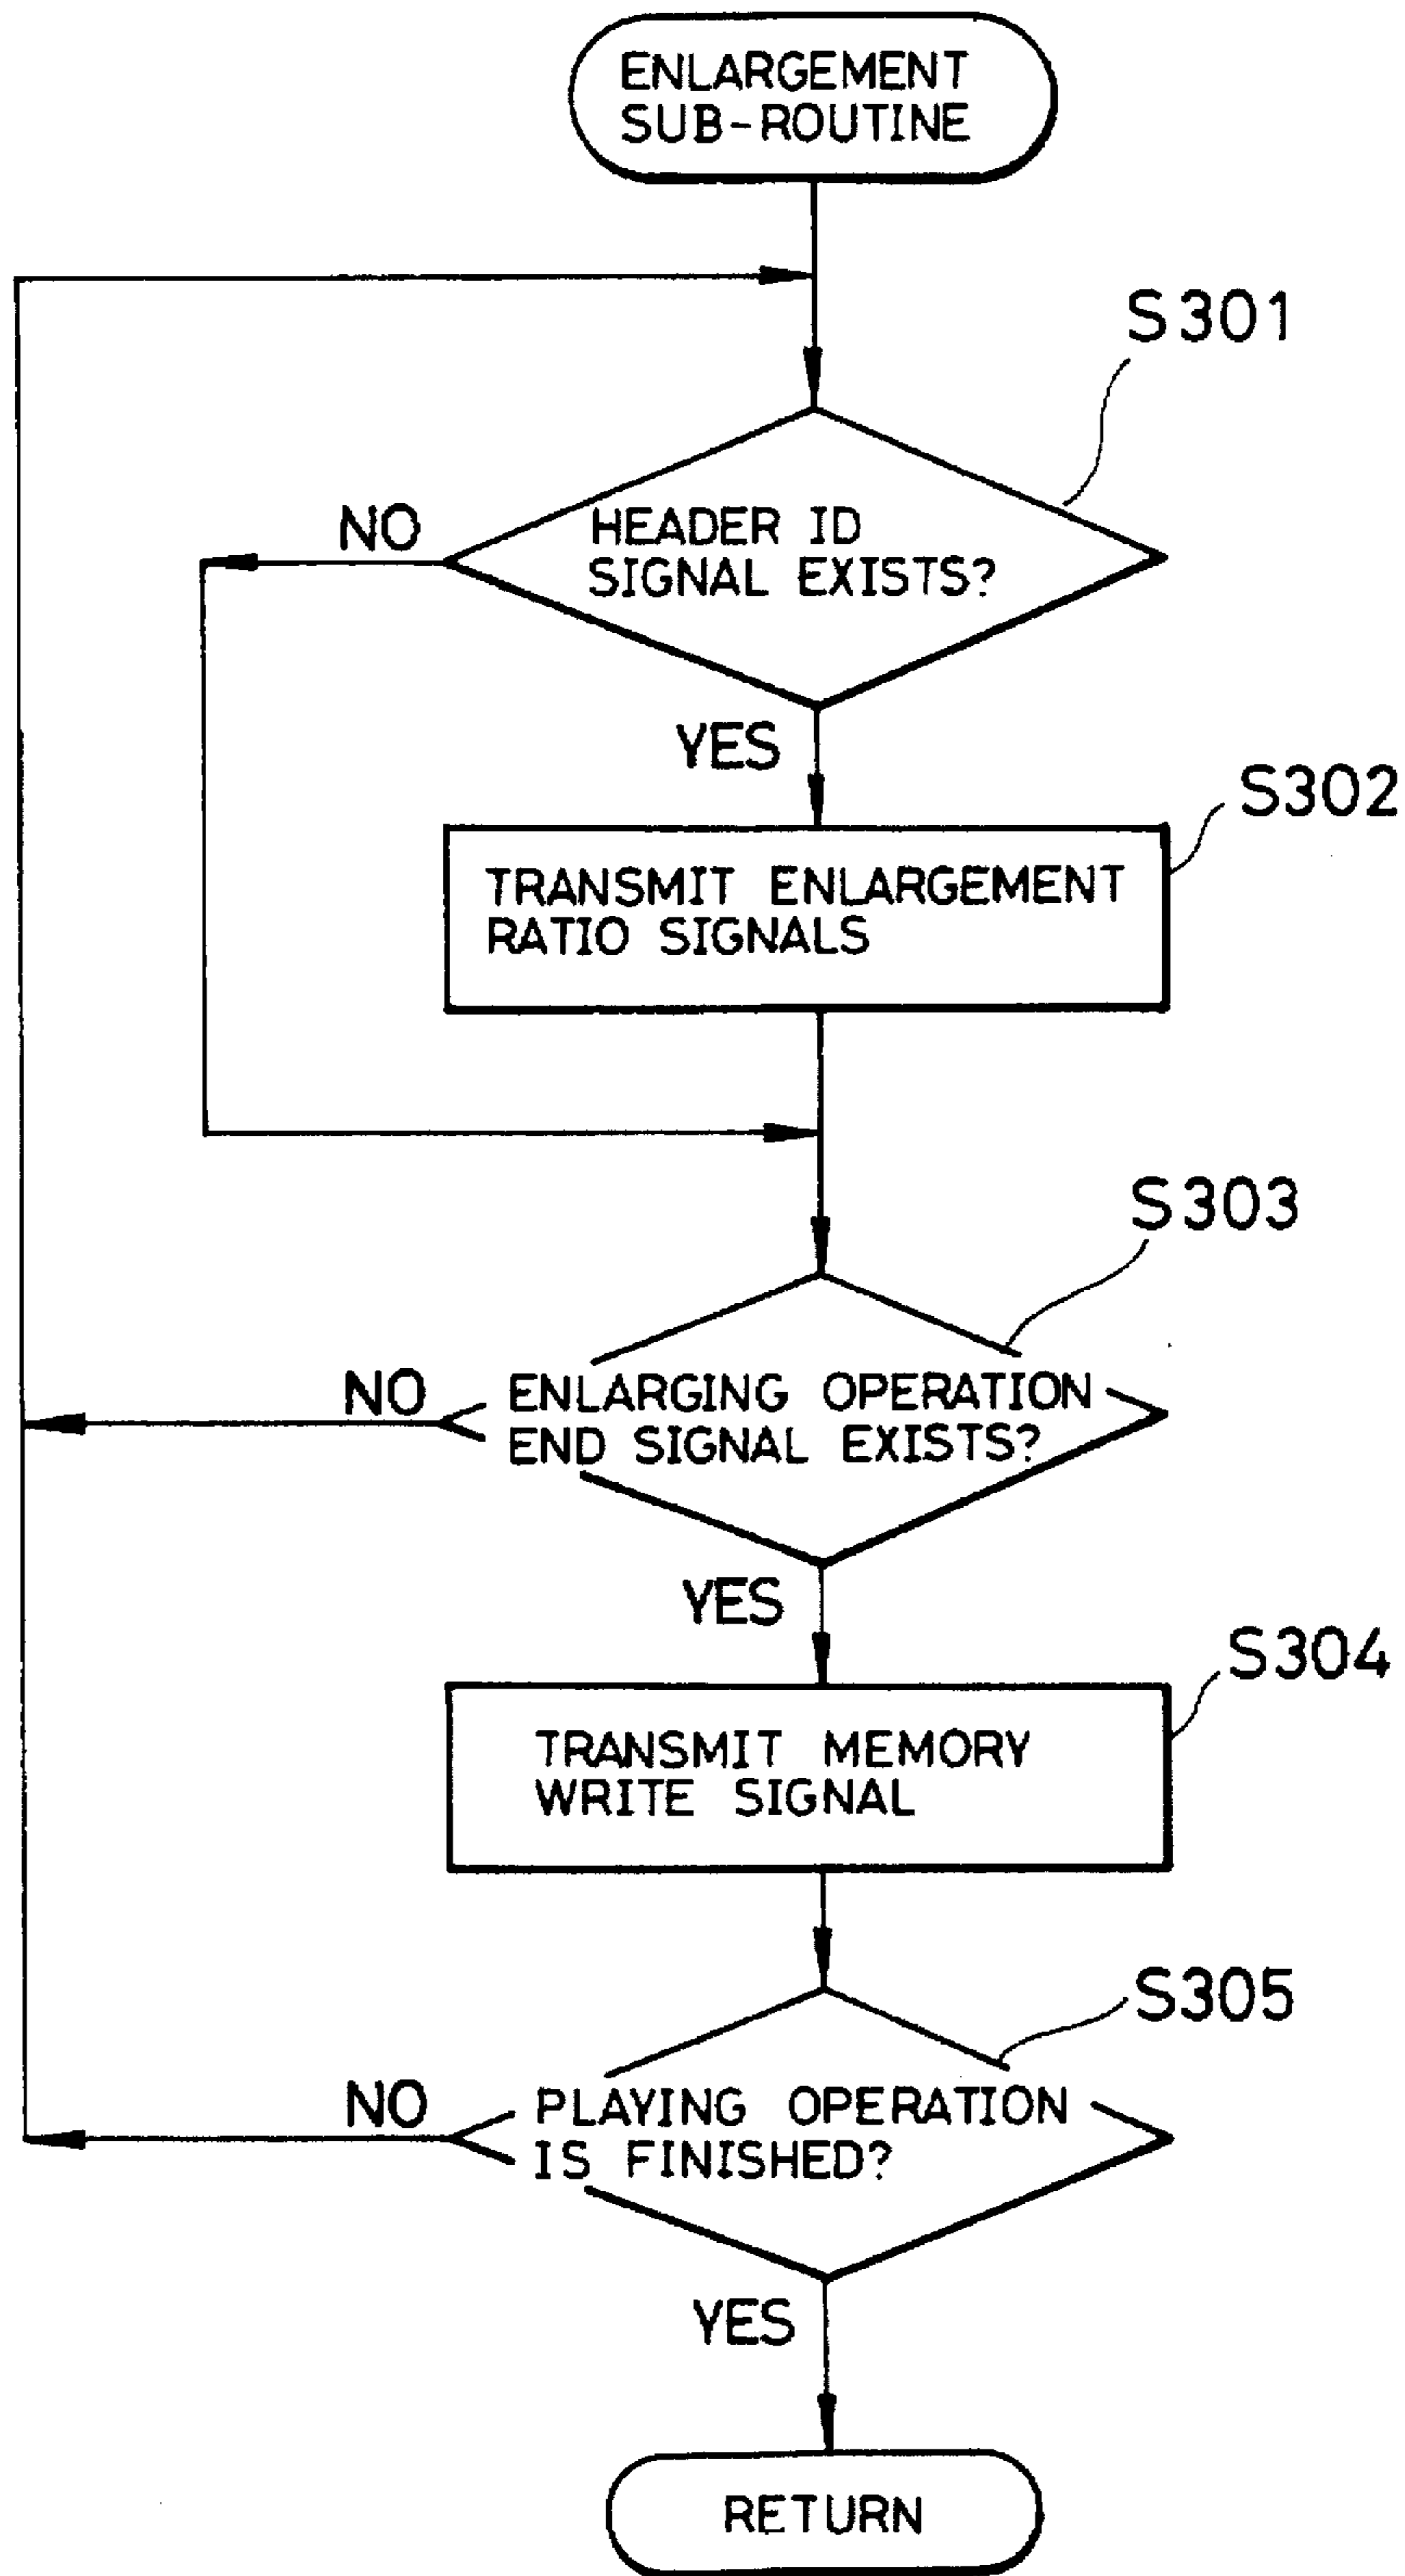 ENLARGEMENT
SUB-ROUTINE
S301
NO
HEADER ID
SIGNAL EXISTS?
YES
S302
TRANSMIT ENLARGEMENT
RATIO SIGNALS
S303
NO
ENLARGING OPERATION
END SIGNAL EXISTS?
YES
S304
TRANSMIT MEMORY
WRITE SIGNAL
S305
NO
PLAYING OPERATION
IS FINISHED?
YES
RETURN